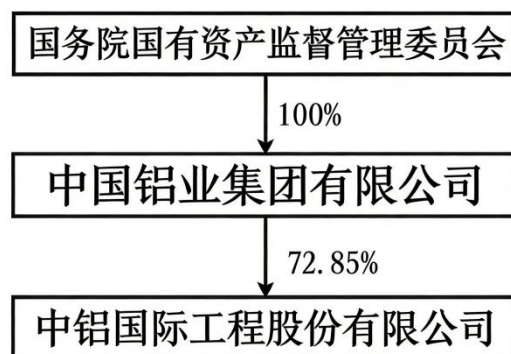 国务院国有资产监督管理委员会
100%
中国铝业集团有限公司
72.85%
中铝国际工程股份有限公司